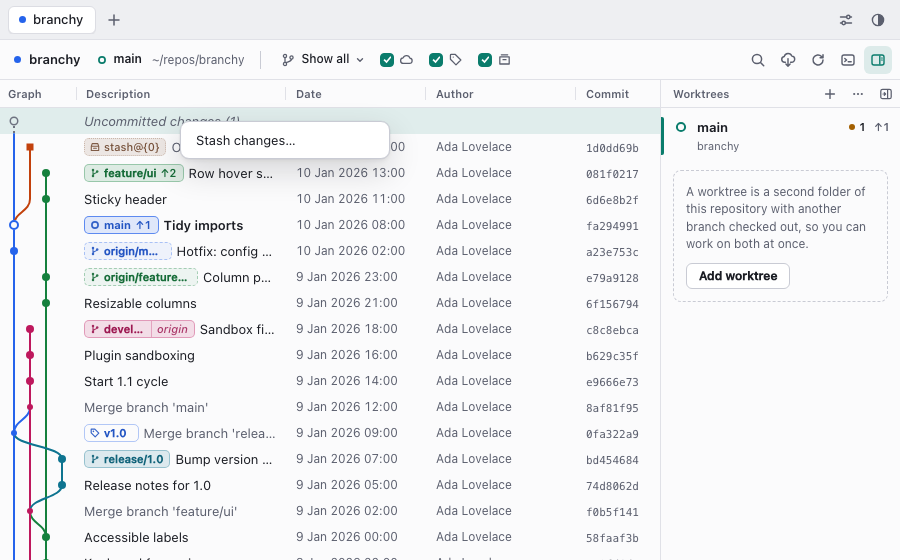 branchy
branchy main ~/repos/branchy Show all
Graph Description Date Author Commit Worktrees
Uncommitted changes (1)
Stash changes...
main 1 ↑1
branchy
stash@{0} Ada Lovelace 1d0dd69b
feature/ui ↑2 Row hover s... 10 Jan 2026 13:00 Ada Lovelace 081f0217
Sticky header 10 Jan 2026 11:00 Ada Lovelace 6d6e8b2f
main ↑1 Tidy imports 10 Jan 2026 08:00 Ada Lovelace fa294991
origin/m... Hotfix: config ... 10 Jan 2026 02:00 Ada Lovelace a23e753c
origin/feature... Column p... 9 Jan 2026 23:00 Ada Lovelace e79a9128
Resizable columns 9 Jan 2026 21:00 Ada Lovelace 6f156794
devel... origin Sandbox fi... 9 Jan 2026 18:00 Ada Lovelace c8c8ebca
Plugin sandboxing 9 Jan 2026 16:00 Ada Lovelace b629c35f
Start 1.1 cycle 9 Jan 2026 14:00 Ada Lovelace e9666e73
Merge branch 'main' 9 Jan 2026 12:00 Ada Lovelace 8af81f95
v1.0 Merge branch 'relea... 9 Jan 2026 09:00 Ada Lovelace 0fa322a9
release/1.0 Bump version ... 9 Jan 2026 07:00 Ada Lovelace bd454684
Release notes for 1.0 9 Jan 2026 05:00 Ada Lovelace 74d8062d
Merge branch 'feature/ui' 9 Jan 2026 02:00 Ada Lovelace f0b5f141
Accessible labels 9 Jan 2026 00:00 Ada Lovelace 58faaf3b
A worktree is a second folder of
this repository with another
branch checked out, so you can
work on both at once.
Add worktree